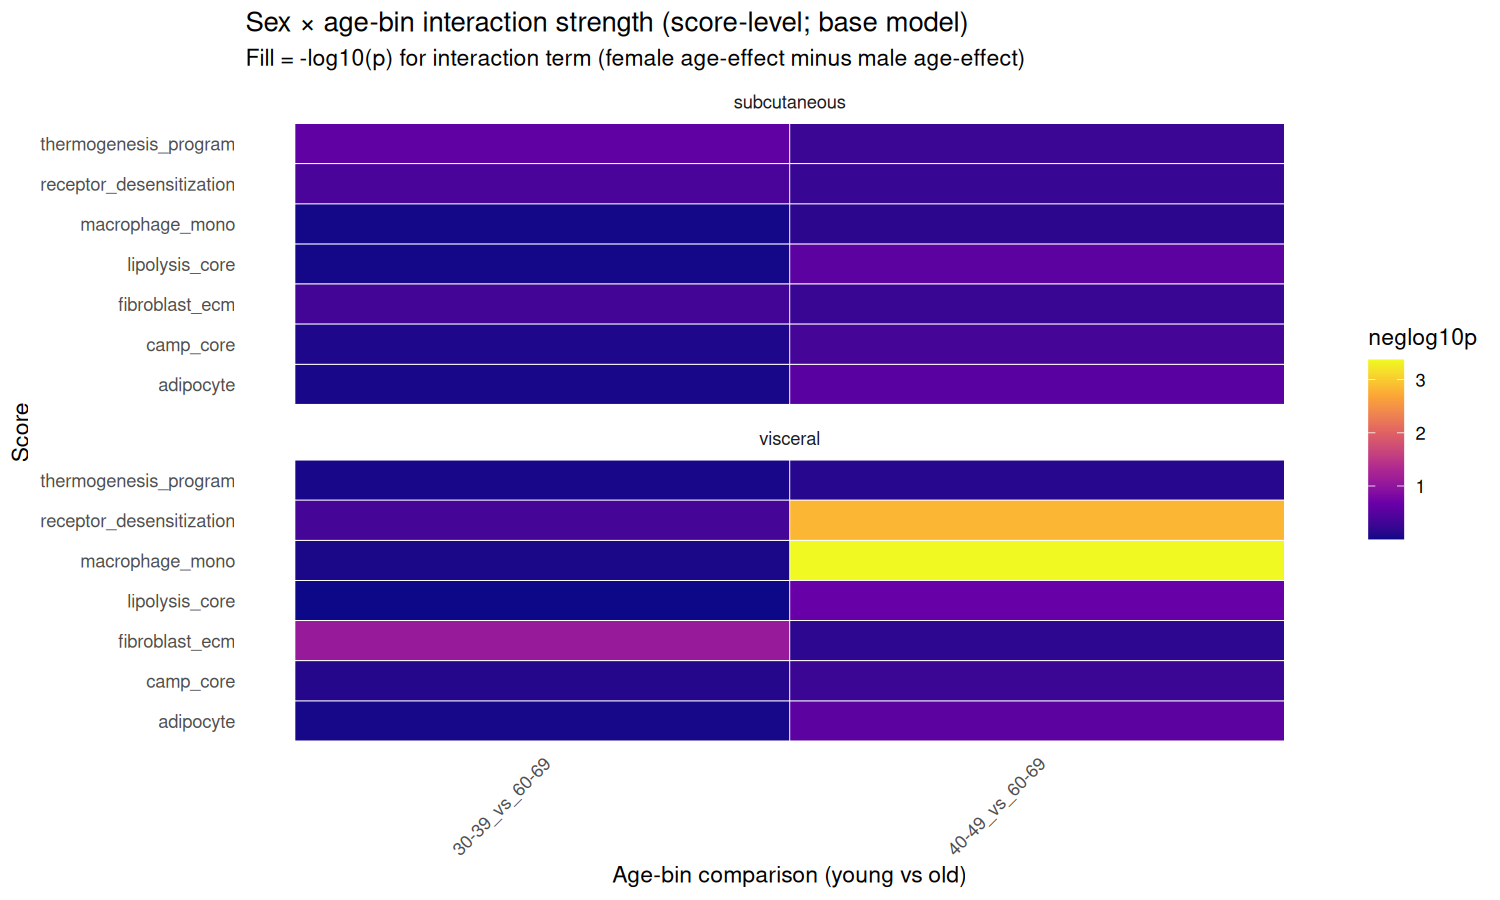 Sex × age-bin interaction strength (score-level; base model)
Fill = -log10(p) for interaction term (female age-effect minus male age-effect)
subcutaneous
thermogenesis_program
receptor_desensitization
macrophage_mono
lipolysis_core
fibroblast_ecm
camp_core
adipocyte
Score
visceral
thermogenesis_program
receptor_desensitization
macrophage_mono
lipolysis_core
fibroblast_ecm
camp_core
adipocyte
30-39_vs_60-69
40-49_vs_60-69
Age-bin comparison (young vs old)
neglog10p
3
2
1